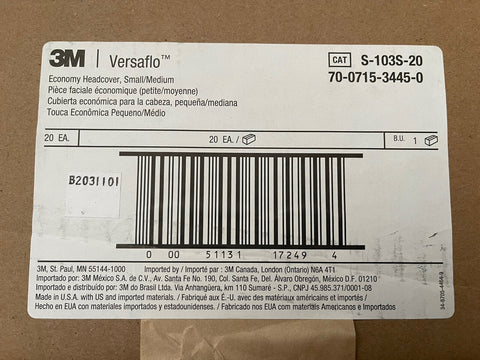 3M Versaflo™
CAT S-103S-20
70-0715-3445-0
Economy Headcover, Small/Medium
Pièce faciale économique (petite/moyenne)
Cubierta económica para la cabeza, pequeña/mediana
Touca Econômica Pequeno/Médio
20 EA. 20 EA. / B.U. 1
B2031101
0 00 51131 17249 4
3M, St. Paul, MN 55144-1000 Imported by / Importé par : 3M Canada, London (Ontario) N6A 4T1
Importado por: 3M México S.A. de C.V., Av. Santa Fe No. 190, Col. Santa Fe, Del. Álvaro Obregón, México D.F. 01210
Importado por: 3M do Brasil Ltda. Via Anhangüera, km 110 Sumaré - S.P., CNPJ 45.985.371/0001-08
Made in U.S.A. with US and imported materials. / Fabriqué aux É.-U. avec des matériaux américains et importés /
Hecho en EUA con materiales importados y estadounidenses. / Fabricado nos EUA com materiais Americanos e Importados
34-8705-4464-9